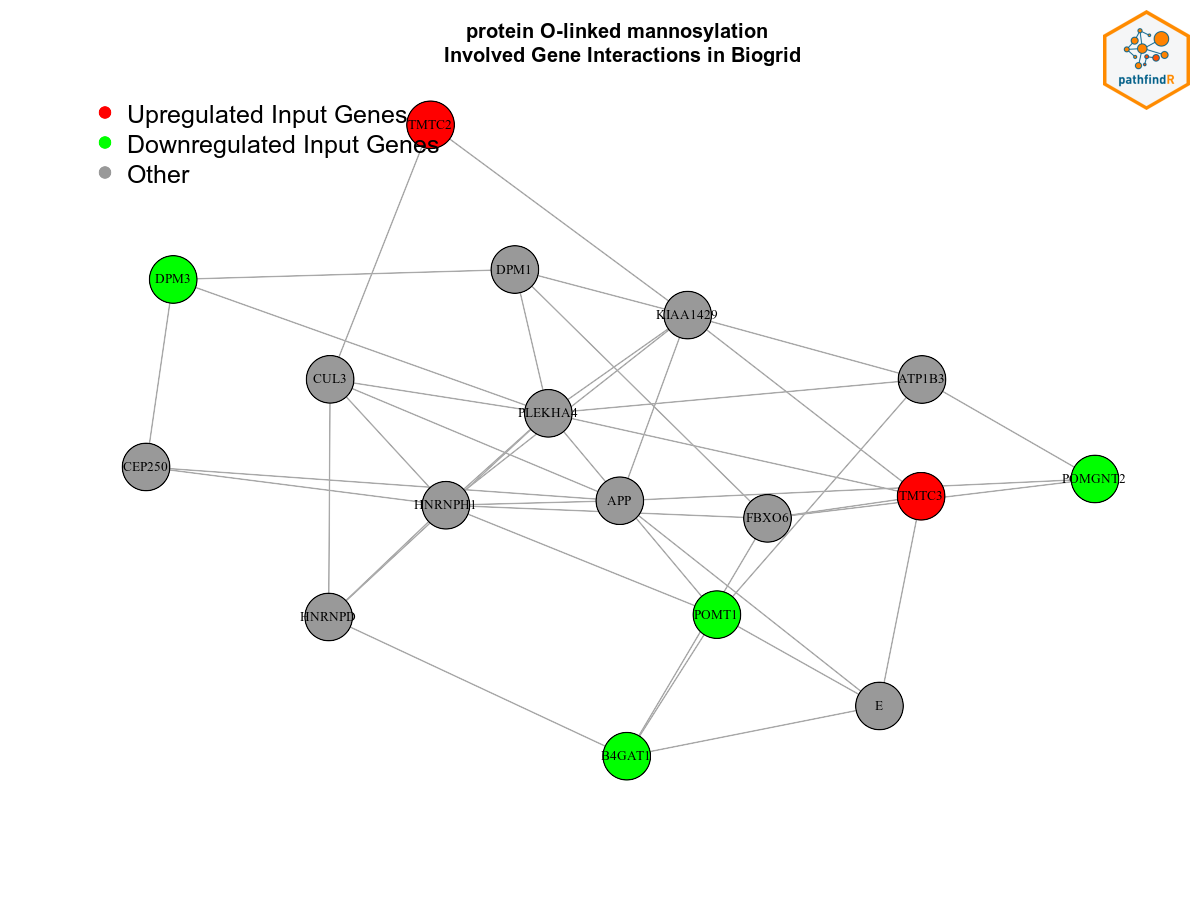 protein O-linked mannosylation
Involved Gene Interactions in Biogrid
pathfindR
Upregulated Input Genes
Downregulated Input Genes
Other
TMTC2
DPM3
DPM1
KIAA1429
CUL3
ATP1B3
PLEKHA4
CEP250
POMGNT2
TMTC3
HNRNPH1
APP
FBXO6
HNRNPD
POMT1
E
B4GAT1